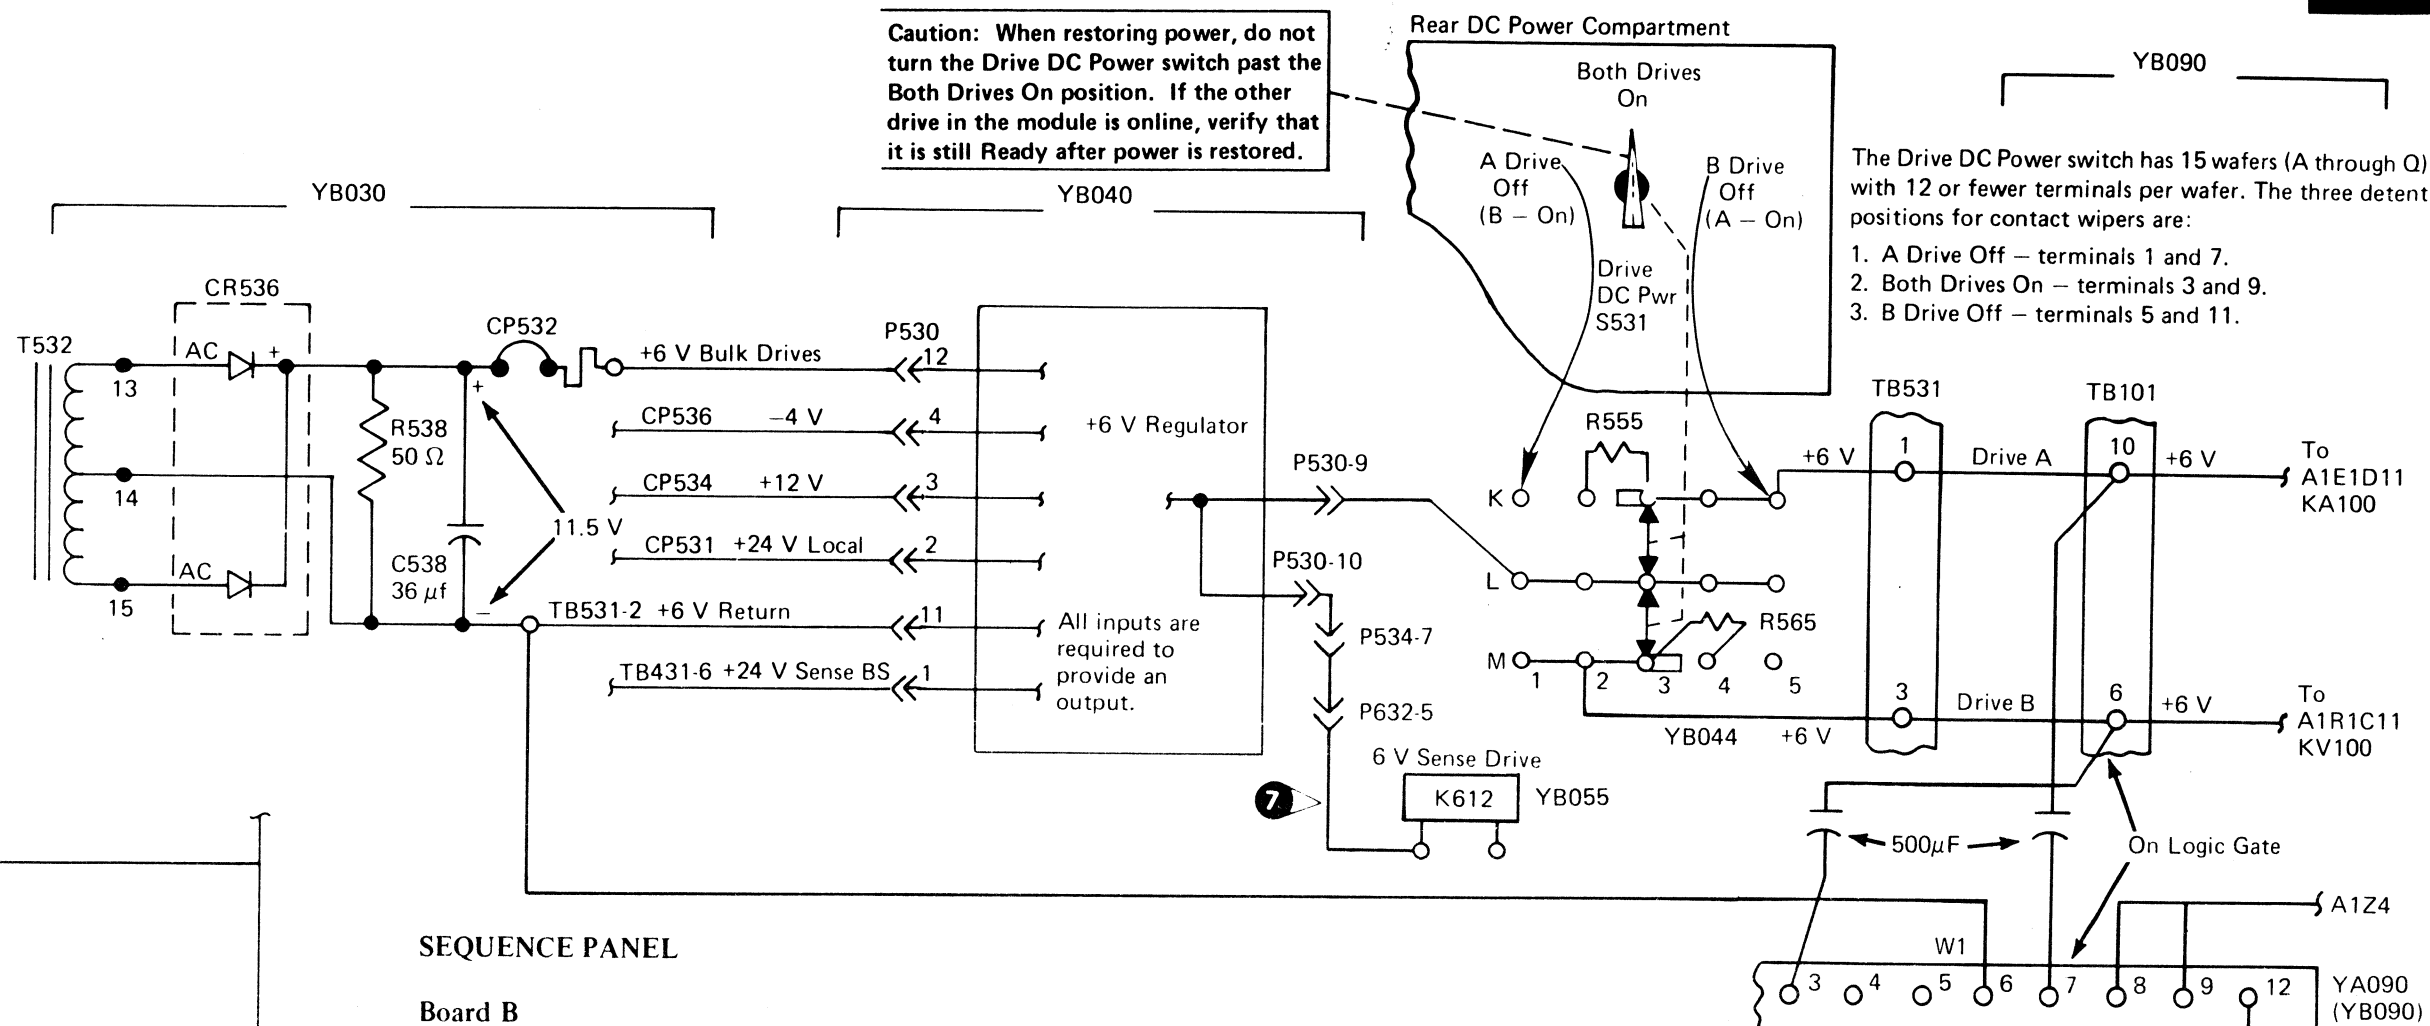 Caution: When restoring power, do not
turn the Drive DC Power switch past the
Both Drives On position. If the other
drive in the module is online, verify that
it is still Ready after power is restored.
Rear DC Power Compartment
Both Drives
On
A Drive
Off
(B – On)
B Drive
Off
(A – On)
Drive
DC Pwr
S531
YB090
The Drive DC Power switch has 15 wafers (A through Q)
with 12 or fewer terminals per wafer. The three detent
positions for contact wipers are:
1. A Drive Off – terminals 1 and 7.
2. Both Drives On – terminals 3 and 9.
3. B Drive Off – terminals 5 and 11.
YB030
YB040
CR536
T532
AC
+
13
14
AC
15
R538
50 Ω
C538
36 μf
+
–
11.5 V
CP532
+6 V Bulk Drives
P530
12
CP536 –4 V
4
CP534 +12 V
3
CP531 +24 V Local
2
TB531-2 +6 V Return
11
TB431-6 +24 V Sense BS
1
+6 V Regulator
All inputs are
required to
provide an
output.
P530-9
P530-10
P534-7
P632-5
7
6 V Sense Drive
K612
YB055
R555
K
L
M
R565
1
2
3
4
5
YB044 +6 V
+6 V
TB531
1
3
Drive A
Drive B
TB101
10
6
+6 V
To
A1E1D11
KA100
+6 V
To
A1R1C11
KV100
500μF
On Logic Gate
A1Z4
W1
3
4
5
6
7
8
9
12
YA090
(YB090)
SEQUENCE PANEL
Board B